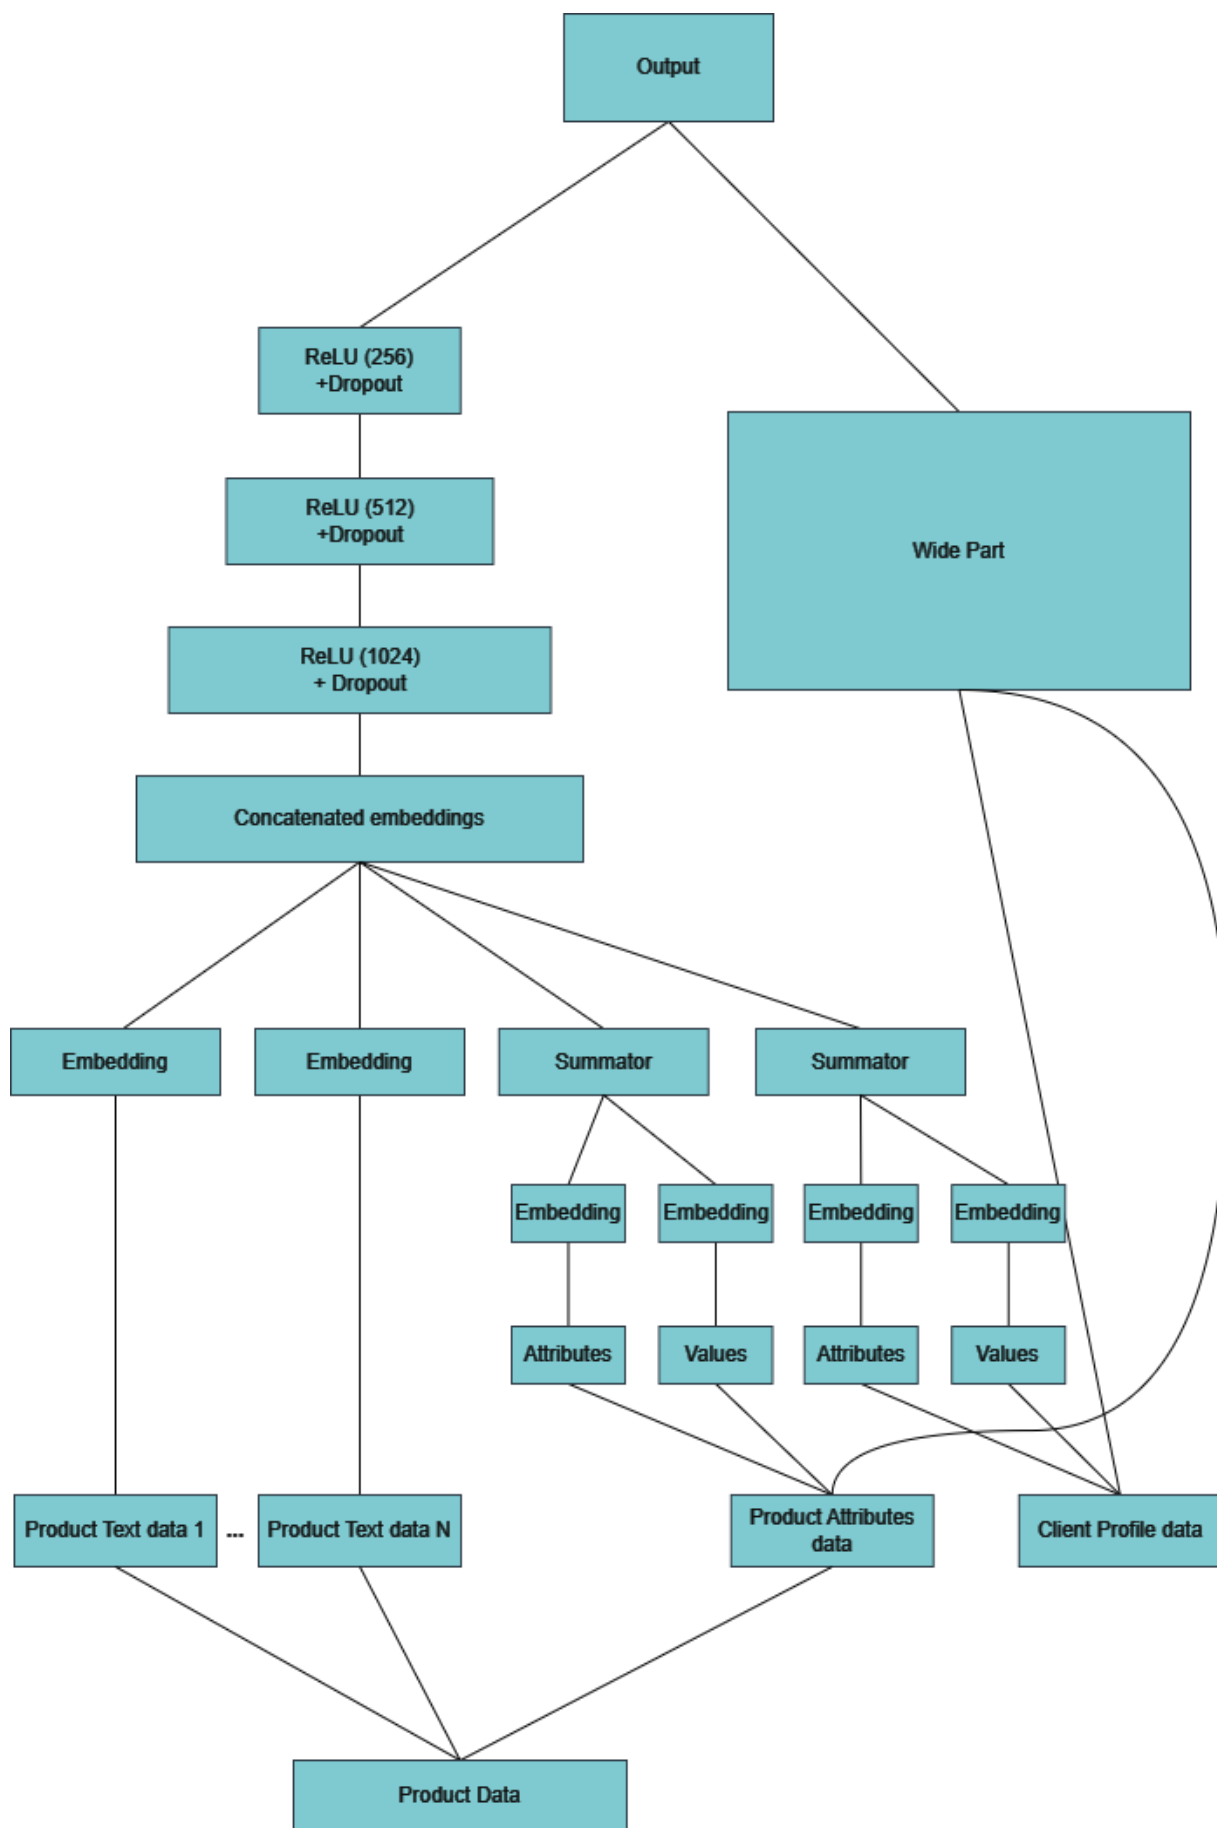 Output
ReLU (256)
+Dropout
ReLU (512)
+Dropout
Wide Part
ReLU (1024)
+ Dropout
Concatenated embeddings
Embedding
Embedding
Summator
Summator
Embedding
Embedding
Embedding
Embedding
Attributes
Values
Attributes
Values
Product Text data 1
...
Product Text data N
Product Attributes
data
Client Profile data
Product Data